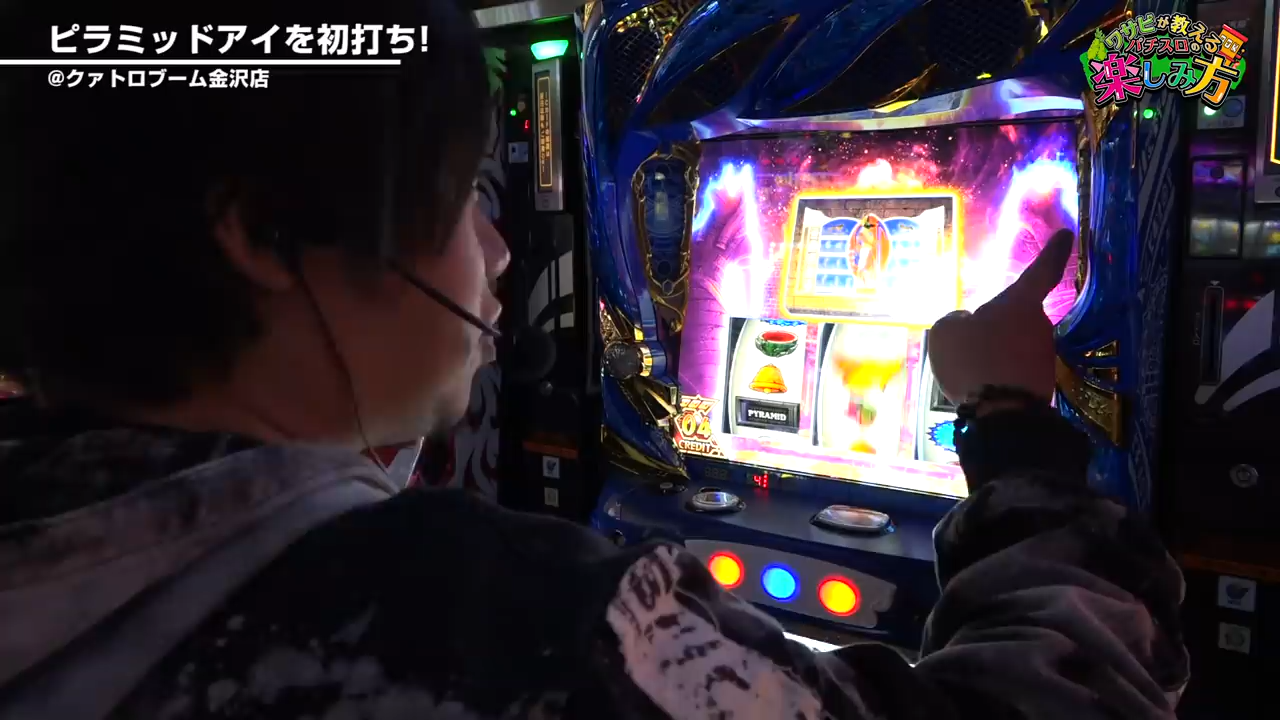 ピラミッドアイを初打ち!
@クァトロブーム金沢店
ワサビが教える
パチスロの
楽しみ方
PYRAMID
04
CREDIT